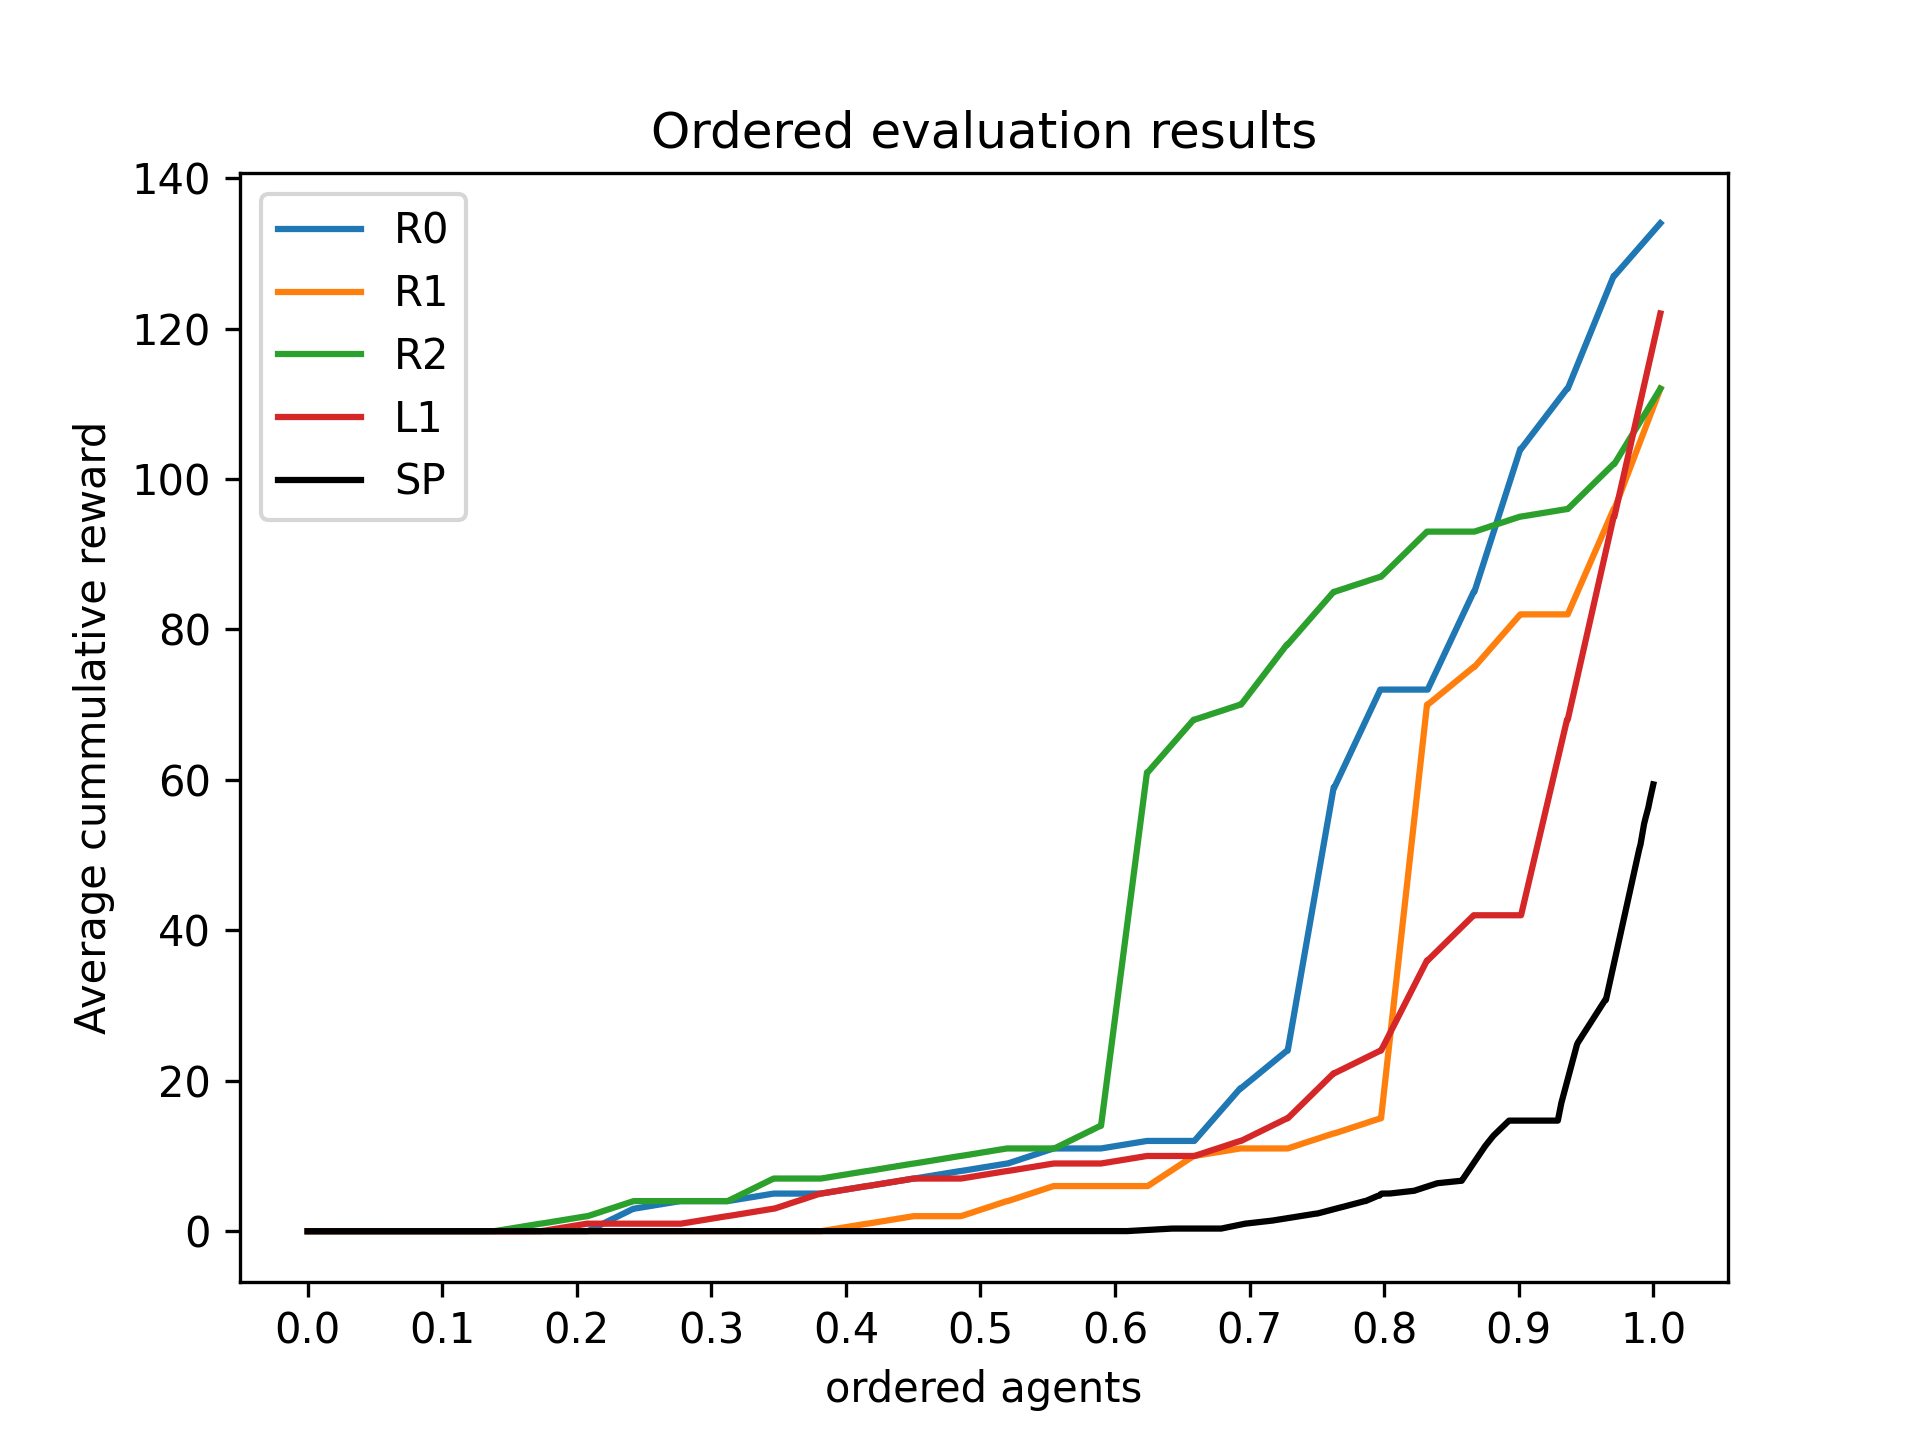 Ordered evaluation results
140
120
100
80
60
40
20
0
Average cummulative reward
R0
R1
R2
L1
SP
0.0 0.1 0.2 0.3 0.4 0.5 0.6 0.7 0.8 0.9 1.0
ordered agents